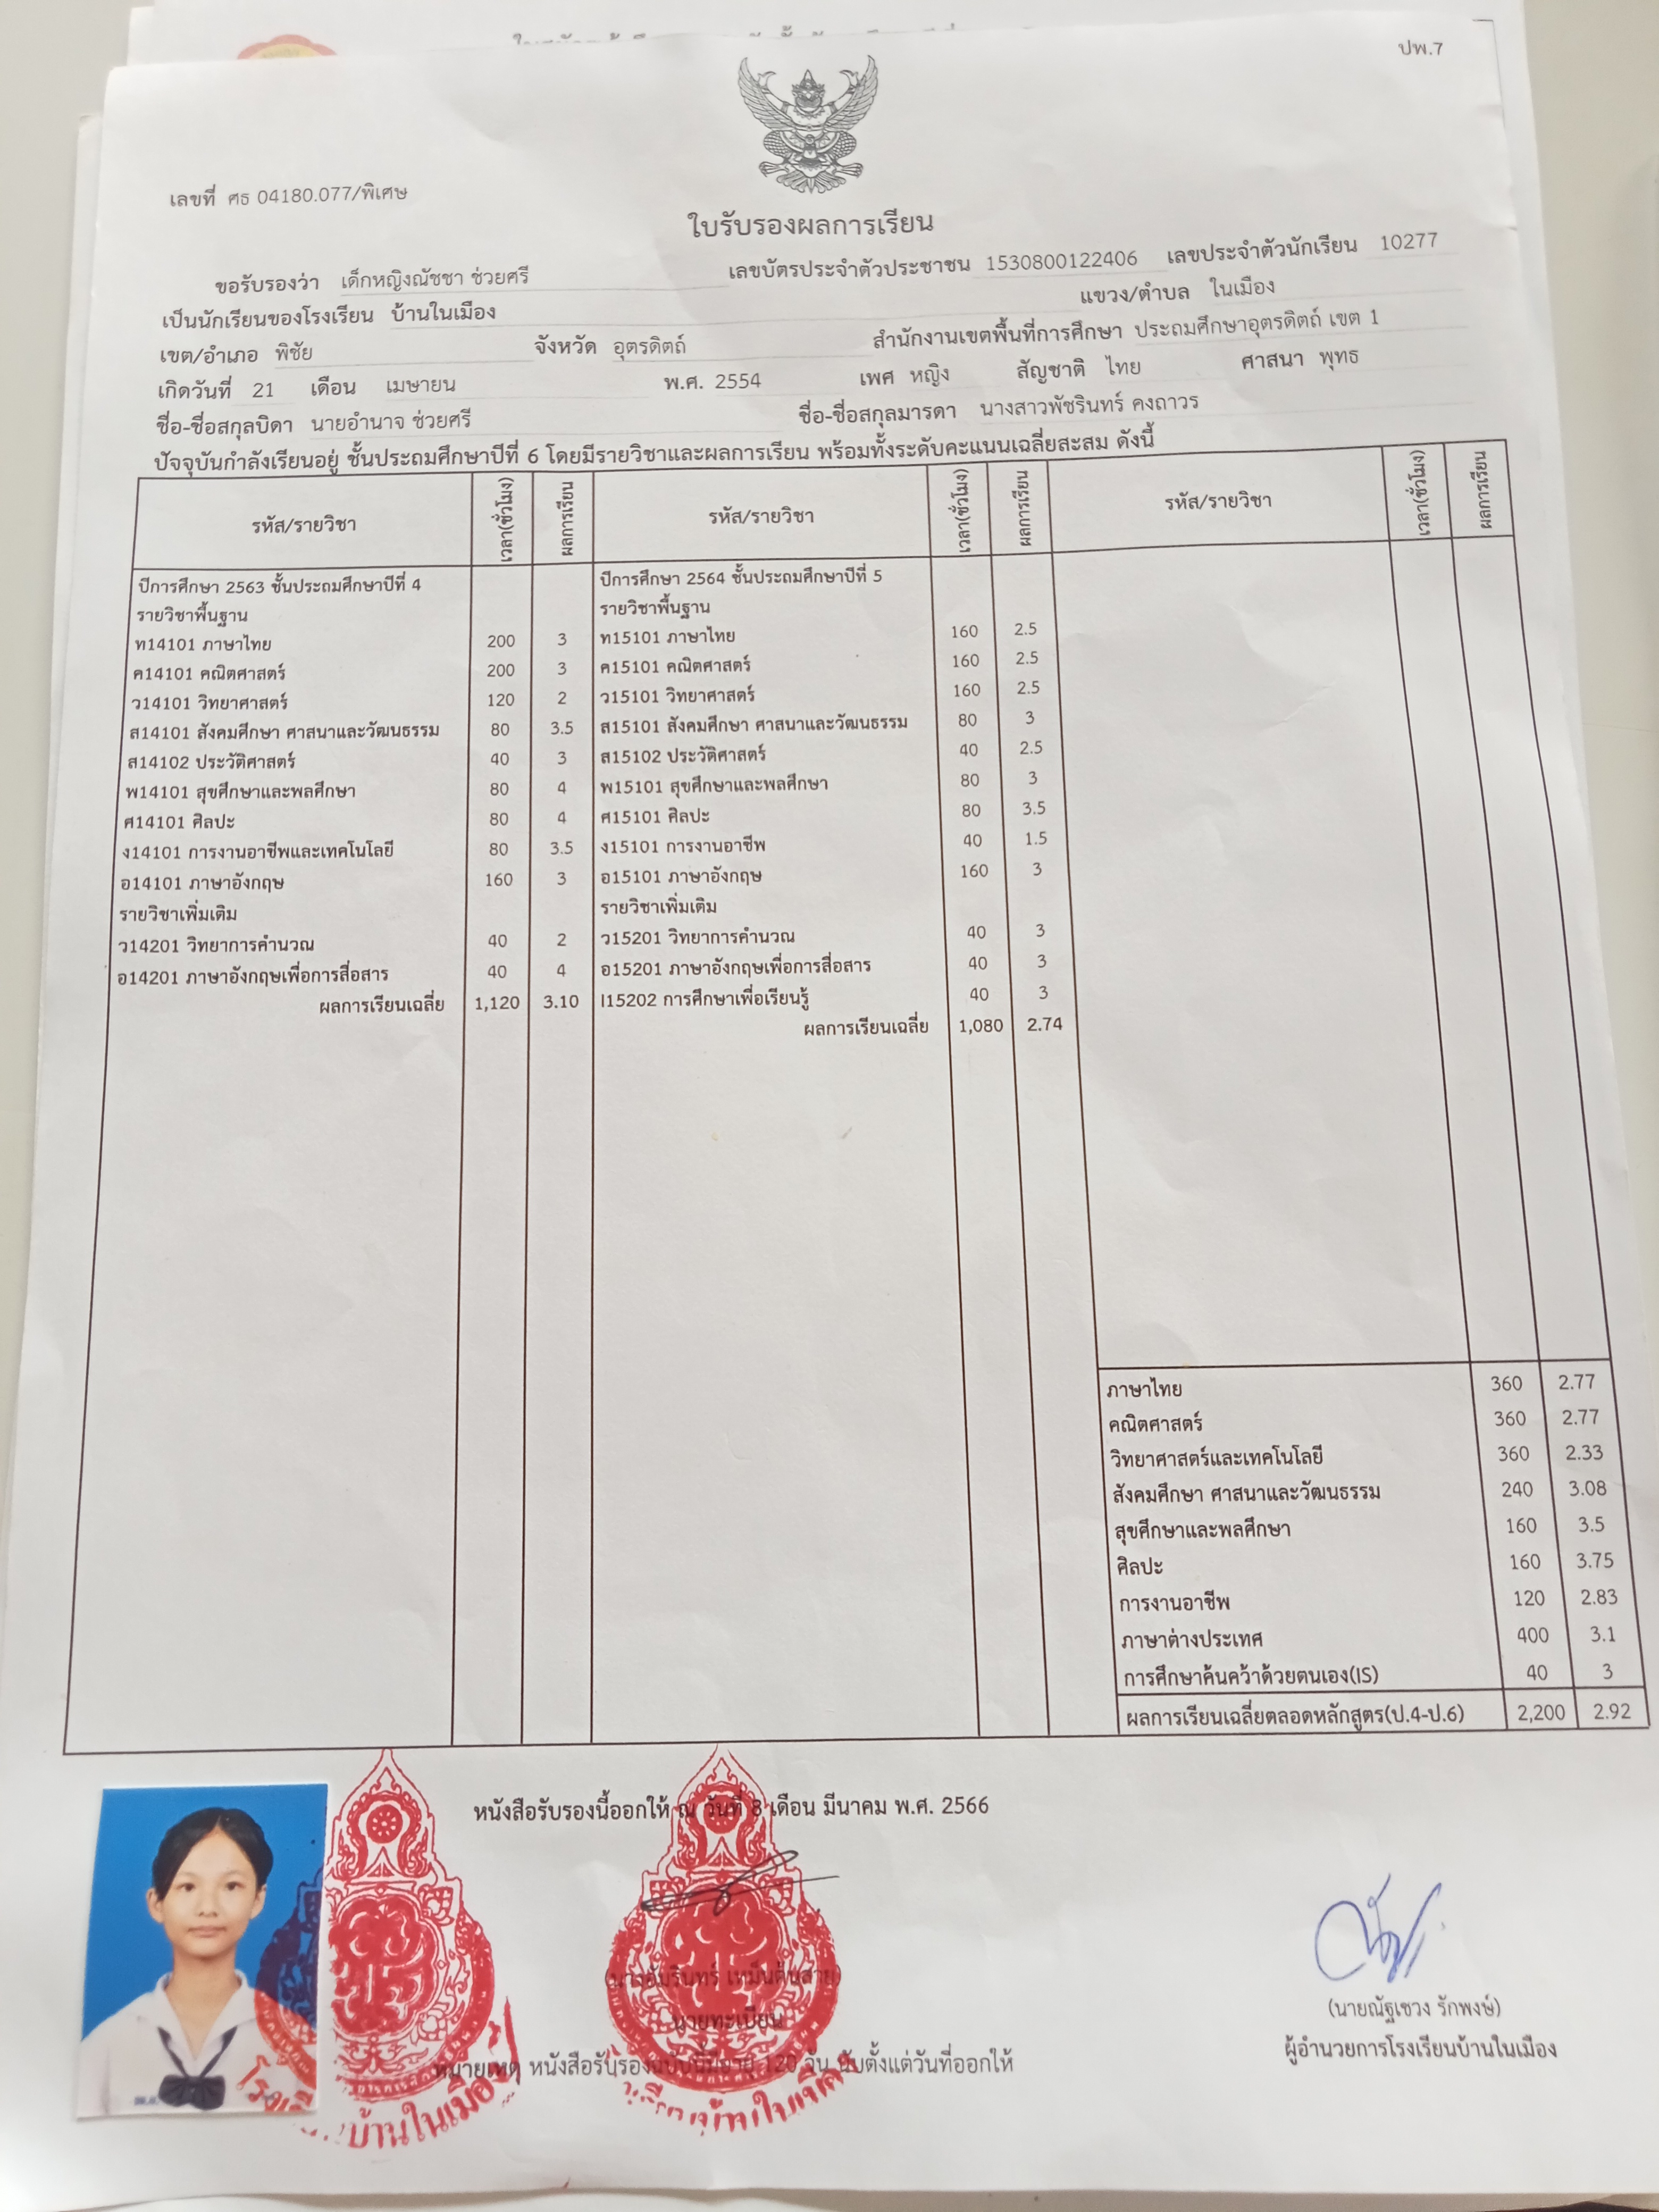 ปพ.7
เลขที่ ศธ 04180.077/พิเศษ
ใบรับรองผลการเรียน
ขอรับรองว่า เด็กหญิงณัชชา ช่วยศรี เลขบัตรประจำตัวประชาชน 1530800122406 เลขประจำตัวนักเรียน 10277
เป็นนักเรียนของโรงเรียน บ้านในเมือง แขวง/ตำบล ในเมือง
เขต/อำเภอ พิชัย จังหวัด อุตรดิตถ์ สำนักงานเขตพื้นที่การศึกษา ประถมศึกษาอุตรดิตถ์ เขต 1
เกิดวันที่ 21 เดือน เมษายน พ.ศ. 2554 เพศ หญิง สัญชาติ ไทย ศาสนา พุทธ
ชื่อ-ชื่อสกุลบิดา นายอำนาจ ช่วยศรี ชื่อ-ชื่อสกุลมารดา นางสาวพัชรินทร์ คงถาวร
ปัจจุบันกำลังเรียนอยู่ ชั้นประถมศึกษาปีที่ 6 โดยมีรายวิชาและผลการเรียน พร้อมทั้งระดับคะแนนเฉลี่ยสะสม ดังนี้
รหัส/รายวิชา เวลา(ชั่วโมง) ผลการเรียน รหัส/รายวิชา เวลา(ชั่วโมง) ผลการเรียน รหัส/รายวิชา เวลา(ชั่วโมง) ผลการเรียน
ปีการศึกษา 2563 ชั้นประถมศึกษาปีที่ 4 ปีการศึกษา 2564 ชั้นประถมศึกษาปีที่ 5
รายวิชาพื้นฐาน รายวิชาพื้นฐาน
ท14101 ภาษาไทย 200 3 ท15101 ภาษาไทย 160 2.5
ค14101 คณิตศาสตร์ 200 3 ค15101 คณิตศาสตร์ 160 2.5
ว14101 วิทยาศาสตร์ 120 2 ว15101 วิทยาศาสตร์ 160 2.5
ส14101 สังคมศึกษา ศาสนาและวัฒนธรรม 80 3.5 ส15101 สังคมศึกษา ศาสนาและวัฒนธรรม 80 3
ส14102 ประวัติศาสตร์ 40 3 ส15102 ประวัติศาสตร์ 40 2.5
พ14101 สุขศึกษาและพลศึกษา 80 4 พ15101 สุขศึกษาและพลศึกษา 80 3
ศ14101 ศิลปะ 80 4 ศ15101 ศิลปะ 80 3.5
ง14101 การงานอาชีพและเทคโนโลยี 80 3.5 ง15101 การงานอาชีพ 40 1.5
อ14101 ภาษาอังกฤษ 160 3 อ15101 ภาษาอังกฤษ 160 3
รายวิชาเพิ่มเติม รายวิชาเพิ่มเติม
ว14201 วิทยาการคำนวณ 40 2 ว15201 วิทยาการคำนวณ 40 3
อ14201 ภาษาอังกฤษเพื่อการสื่อสาร 40 4 อ15201 ภาษาอังกฤษเพื่อการสื่อสาร 40 3
ผลการเรียนเฉลี่ย 1,120 3.10 I15202 การศึกษาเพื่อเรียนรู้ 40 3
ผลการเรียนเฉลี่ย 1,080 2.74
ภาษาไทย 360 2.77
คณิตศาสตร์ 360 2.77
วิทยาศาสตร์และเทคโนโลยี 360 2.33
สังคมศึกษา ศาสนาและวัฒนธรรม 240 3.08
สุขศึกษาและพลศึกษา 160 3.5
ศิลปะ 160 3.75
การงานอาชีพ 120 2.83
ภาษาต่างประเทศ 400 3.1
การศึกษาค้นคว้าด้วยตนเอง(IS) 40 3
ผลการเรียนเฉลี่ยตลอดหลักสูตร(ป.4-ป.6) 2,200 2.92
หนังสือรับรองนี้ออกให้ ณ วันที่ 8 เดือน มีนาคม พ.ศ. 2566
นายทะเบียน
(นายณัฐเชวง รักพงษ์)
ผู้อำนวยการโรงเรียนบ้านในเมือง
หมายเหตุ หนังสือรับรองฉบับนี้มีอายุ 120 วัน นับตั้งแต่วันที่ออกให้
บ้านในเมือง